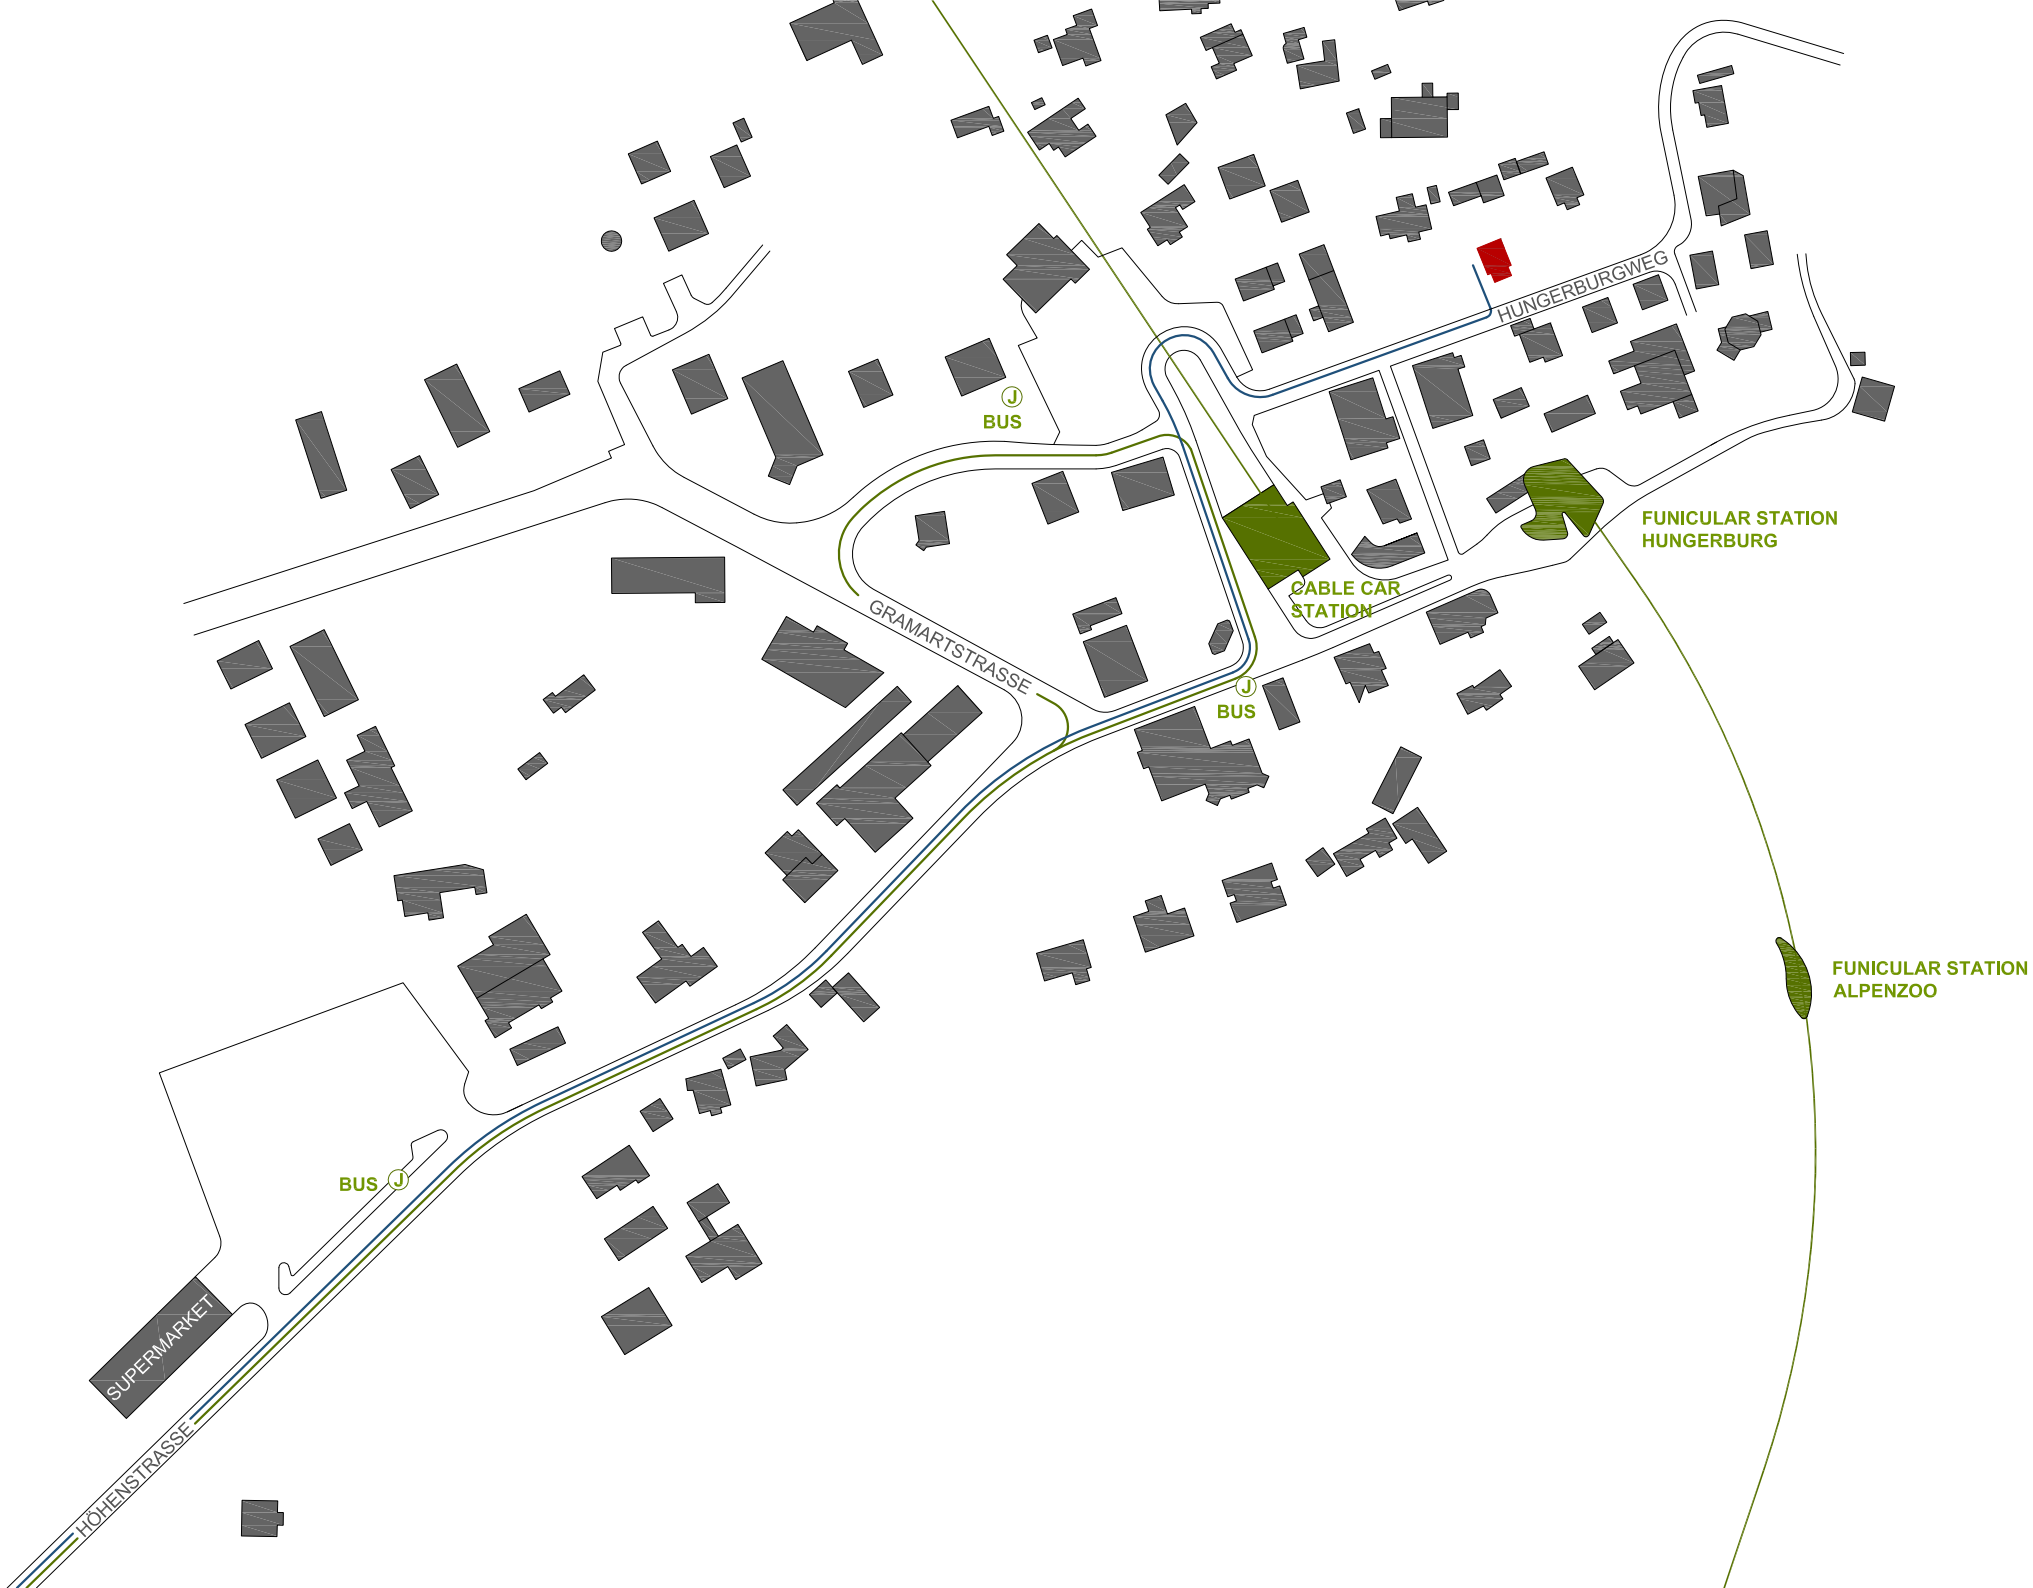 HUNGERBURGWEG
J
BUS
FUNICULAR STATION
HUNGERBURG
CABLE CAR
STATION
GRAMARTSTRASSE
J
BUS
FUNICULAR STATION
ALPENZOO
BUS J
SUPERMARKET
HÖHENSTRASSE